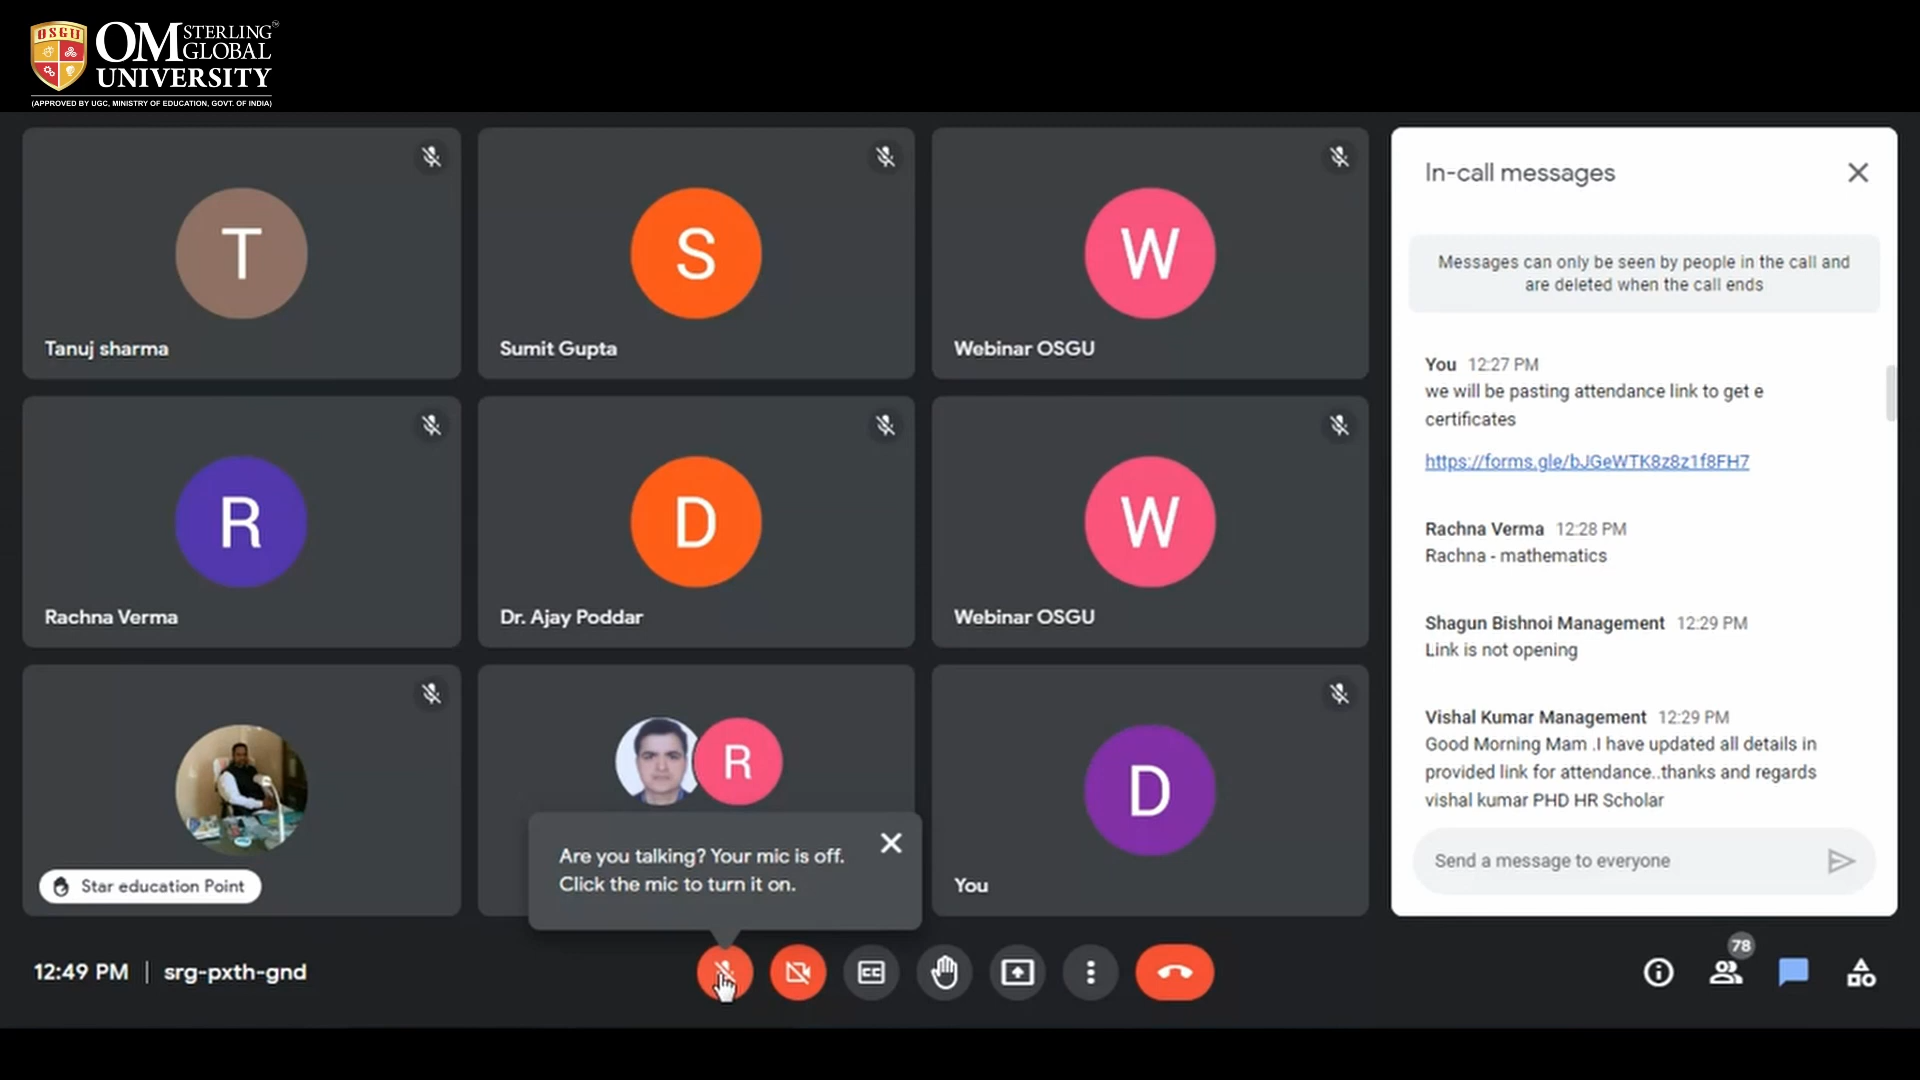 OSGU
OM STERLING GLOBAL UNIVERSITY
TM
(APPROVED BY UGC, MINISTRY OF EDUCATION, GOVT. OF INDIA)
T
Tanuj sharma
S
Sumit Gupta
W
Webinar OSGU
R
Rachna Verma
D
Dr. Ajay Poddar
W
Webinar OSGU
Star education Point
R
D
You
Are you talking? Your mic is off.
Click the mic to turn it on.
In-call messages
Messages can only be seen by people in the call and
are deleted when the call ends
You 12:27 PM
we will be pasting attendance link to get e
certificates
https://forms.gle/bJGeWTK8z8z1f8FH7
Rachna Verma 12:28 PM
Rachna - mathematics
Shagun Bishnoi Management 12:29 PM
Link is not opening
Vishal Kumar Management 12:29 PM
Good Morning Mam .I have updated all details in
provided link for attendance..thanks and regards
vishal kumar PHD HR Scholar
Send a message to everyone
12:49 PM | srg-pxth-gnd
CC
78